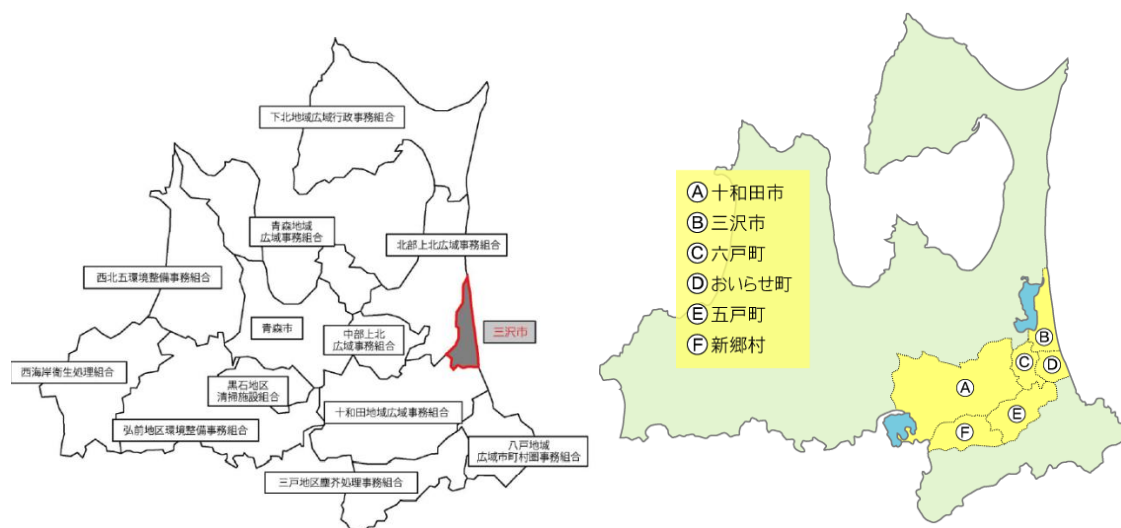 下北地域広域行政事務組合
青森地域
広域事務組合
北部上北広域事務組合
西北五環境整備事務組合
青森市
中部上北
広域事務組合
三沢市
西海岸衛生処理組合
黒石地区
清掃施設組合
十和田地域広域事務組合
弘前地区環境整備事務組合
八戸地域
広域市町村圏事務組合
三戸地区塵芥処理事務組合
Ⓐ十和田市
Ⓑ三沢市
Ⓒ六戸町
Ⓓおいらせ町
Ⓔ五戸町
Ⓕ新郷村
Ⓑ
Ⓒ
Ⓓ
Ⓐ
Ⓔ
Ⓕ